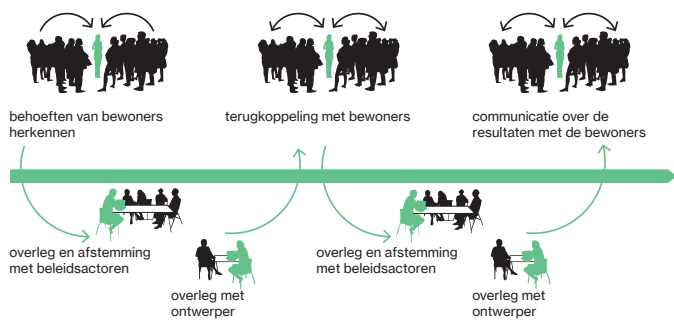 behoeften van bewoners
herkennen
terugkoppeling met bewoners
communicatie over de
resultaten met de bewoners
overleg en afstemming
met beleidsactoren
overleg met
ontwerper
overleg en afstemming
met beleidsactoren
overleg met
ontwerper